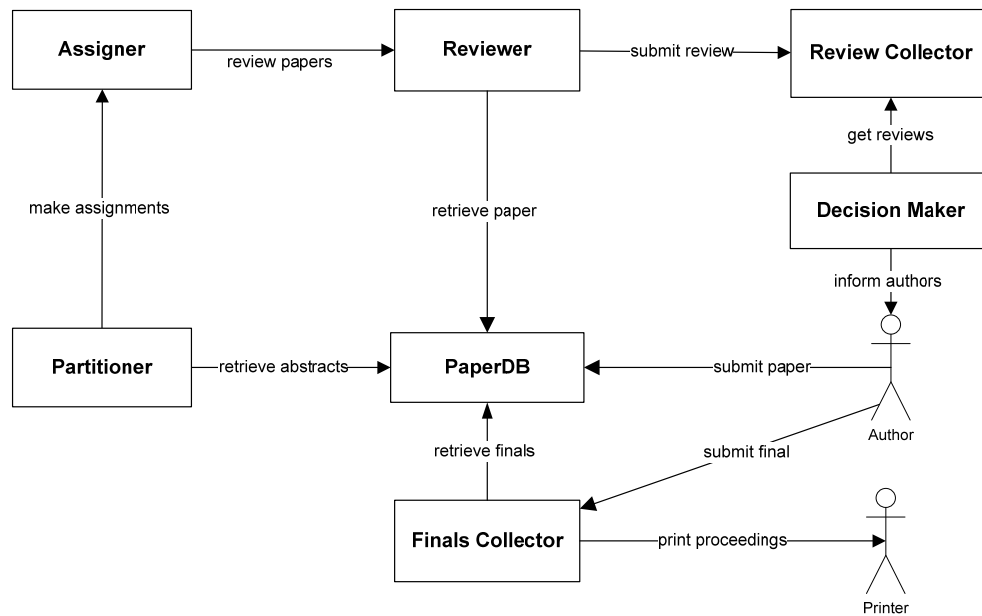 Assigner
review papers
Reviewer
submit review
Review Collector
get reviews
make assignments
retrieve paper
Decision Maker
inform authors
Partitioner
retrieve abstracts
PaperDB
submit paper
Author
retrieve finals
submit final
Finals Collector
print proceedings
Printer